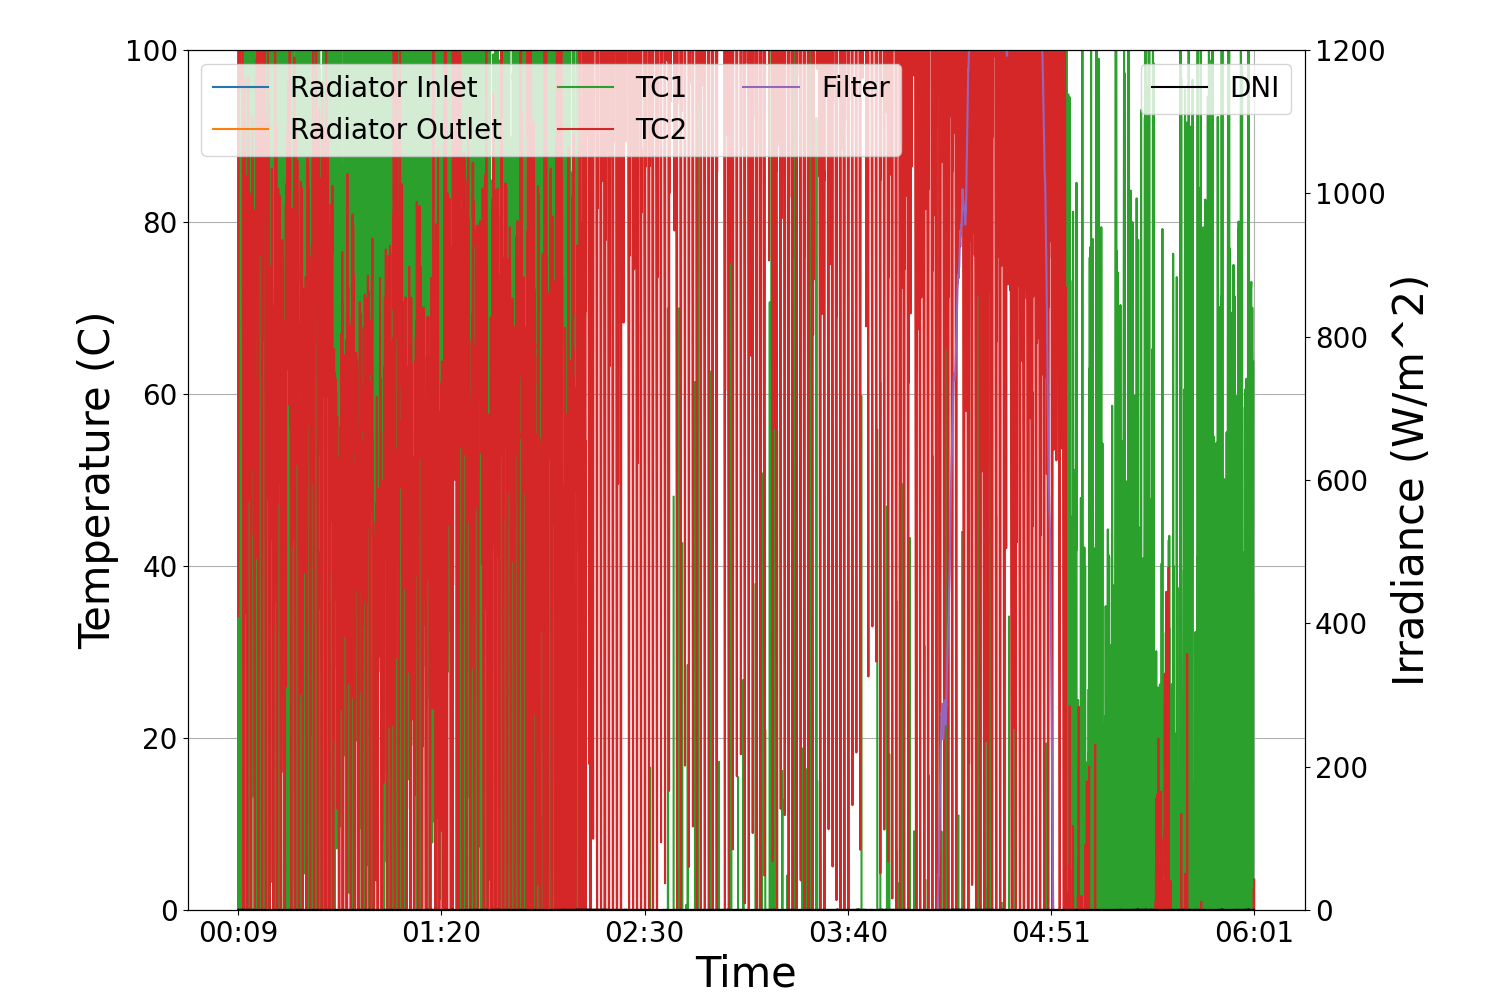 Radiator Inlet
Radiator Outlet
TC1
TC2
Filter
DNI
Temperature (C)
100
80
60
40
20
0
1200
1000
800
600
400
200
0
Irradiance (W/m^2)
00:09 01:20 02:30 03:40 04:51 06:01
Time